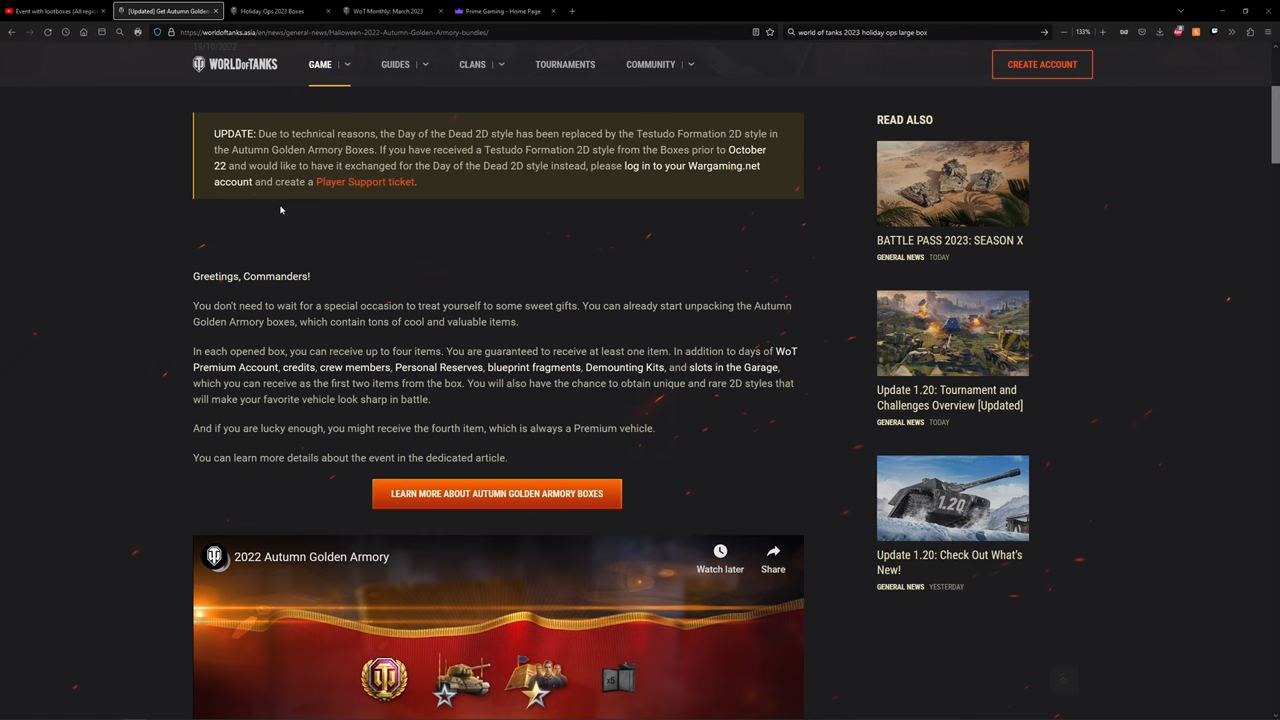 Event with lootboxes (All regio
[Updated] Get Autumn Golden
Holiday Ops 2023 Boxes
WoT Monthly: March 2023
Prime Gaming - Home Page
https://worldoftanks.asia/en/news/general-news/Halloween-2022-Autumn-Golden-Armory-bundles/
133%
world of tanks 2023 holiday ops large box
19/10/2022
WORLD OF TANKS
GAME
GUIDES
CLANS
TOURNAMENTS
COMMUNITY
CREATE ACCOUNT
UPDATE: Due to technical reasons, the Day of the Dead 2D style has been replaced by the Testudo Formation 2D style in
the Autumn Golden Armory Boxes. If you have received a Testudo Formation 2D style from the Boxes prior to October
22 and would like to have it exchanged for the Day of the Dead 2D style instead, please log in to your Wargaming.net
account and create a Player Support ticket.
Greetings, Commanders!
You don't need to wait for a special occasion to treat yourself to some sweet gifts. You can already start unpacking the Autumn
Golden Armory boxes, which contain tons of cool and valuable items.
In each opened box, you can receive up to four items. You are guaranteed to receive at least one item. In addition to days of WoT
Premium Account, credits, crew members, Personal Reserves, blueprint fragments, Demounting Kits, and slots in the Garage,
which you can receive as the first two items from the box. You will also have the chance to obtain unique and rare 2D styles that
will make your favorite vehicle look sharp in battle.
And if you are lucky enough, you might receive the fourth item, which is always a Premium vehicle.
You can learn more details about the event in the dedicated article.
LEARN MORE ABOUT AUTUMN GOLDEN ARMORY BOXES
2022 Autumn Golden Armory
Watch later
Share
x5
READ ALSO
BATTLE PASS 2023: SEASON X
GENERAL NEWS TODAY
Update 1.20: Tournament and
Challenges Overview [Updated]
GENERAL NEWS TODAY
1.20
Update 1.20: Check Out What's
New!
GENERAL NEWS YESTERDAY